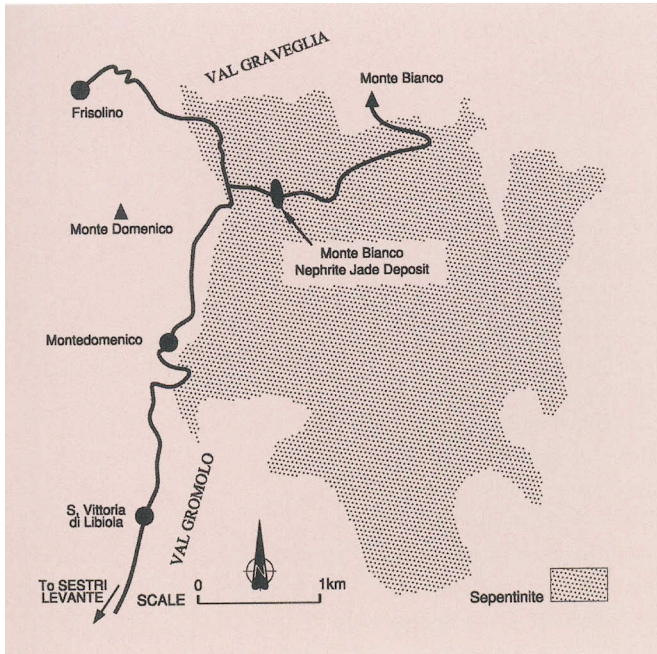 VAL GRAVEGLIA
Monte Bianco
Frisolino
Monte Domenico
Monte Bianco
Nephrite Jade Deposit
Montedomenico
VAL GROMOLO
S. Vittoria
di Libiola
N
To SESTRI
LEVANTE
SCALE
0
1km
Sepentinite